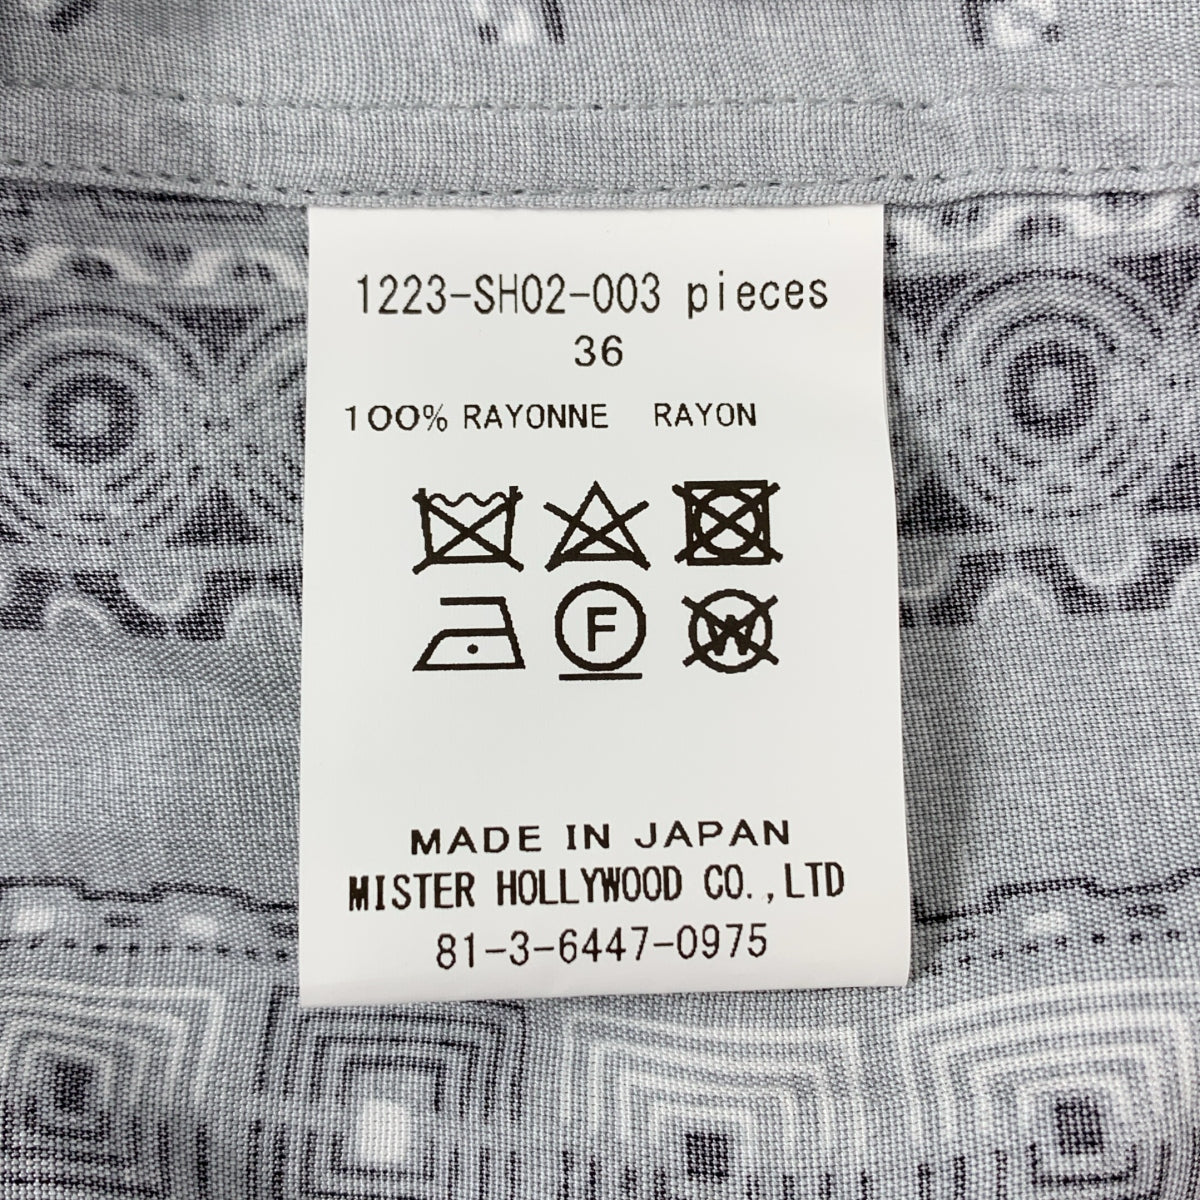 1223-SH02-003 pieces
36
100% RAYONNE RAYON
F
W
MADE IN JAPAN
MISTER HOLLYWOOD CO.,LTD
81-3-6447-0975